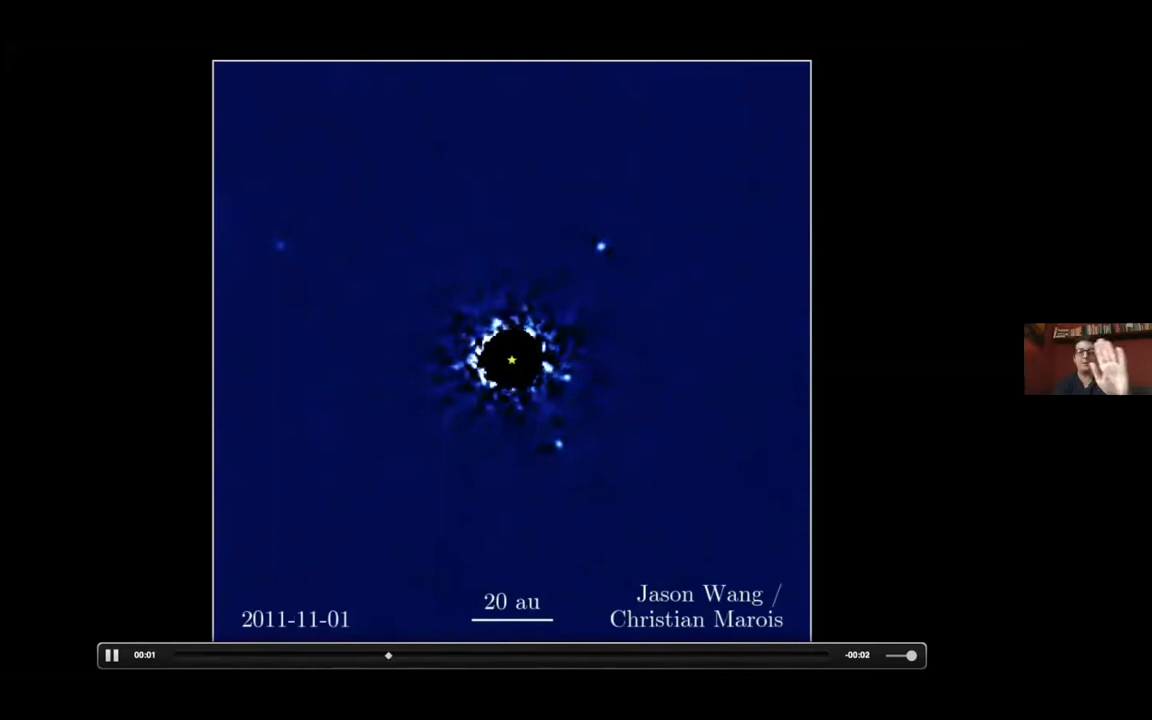 20 au
Jason Wang /
2011-11-01
Christian Marois
00:01
-00:02